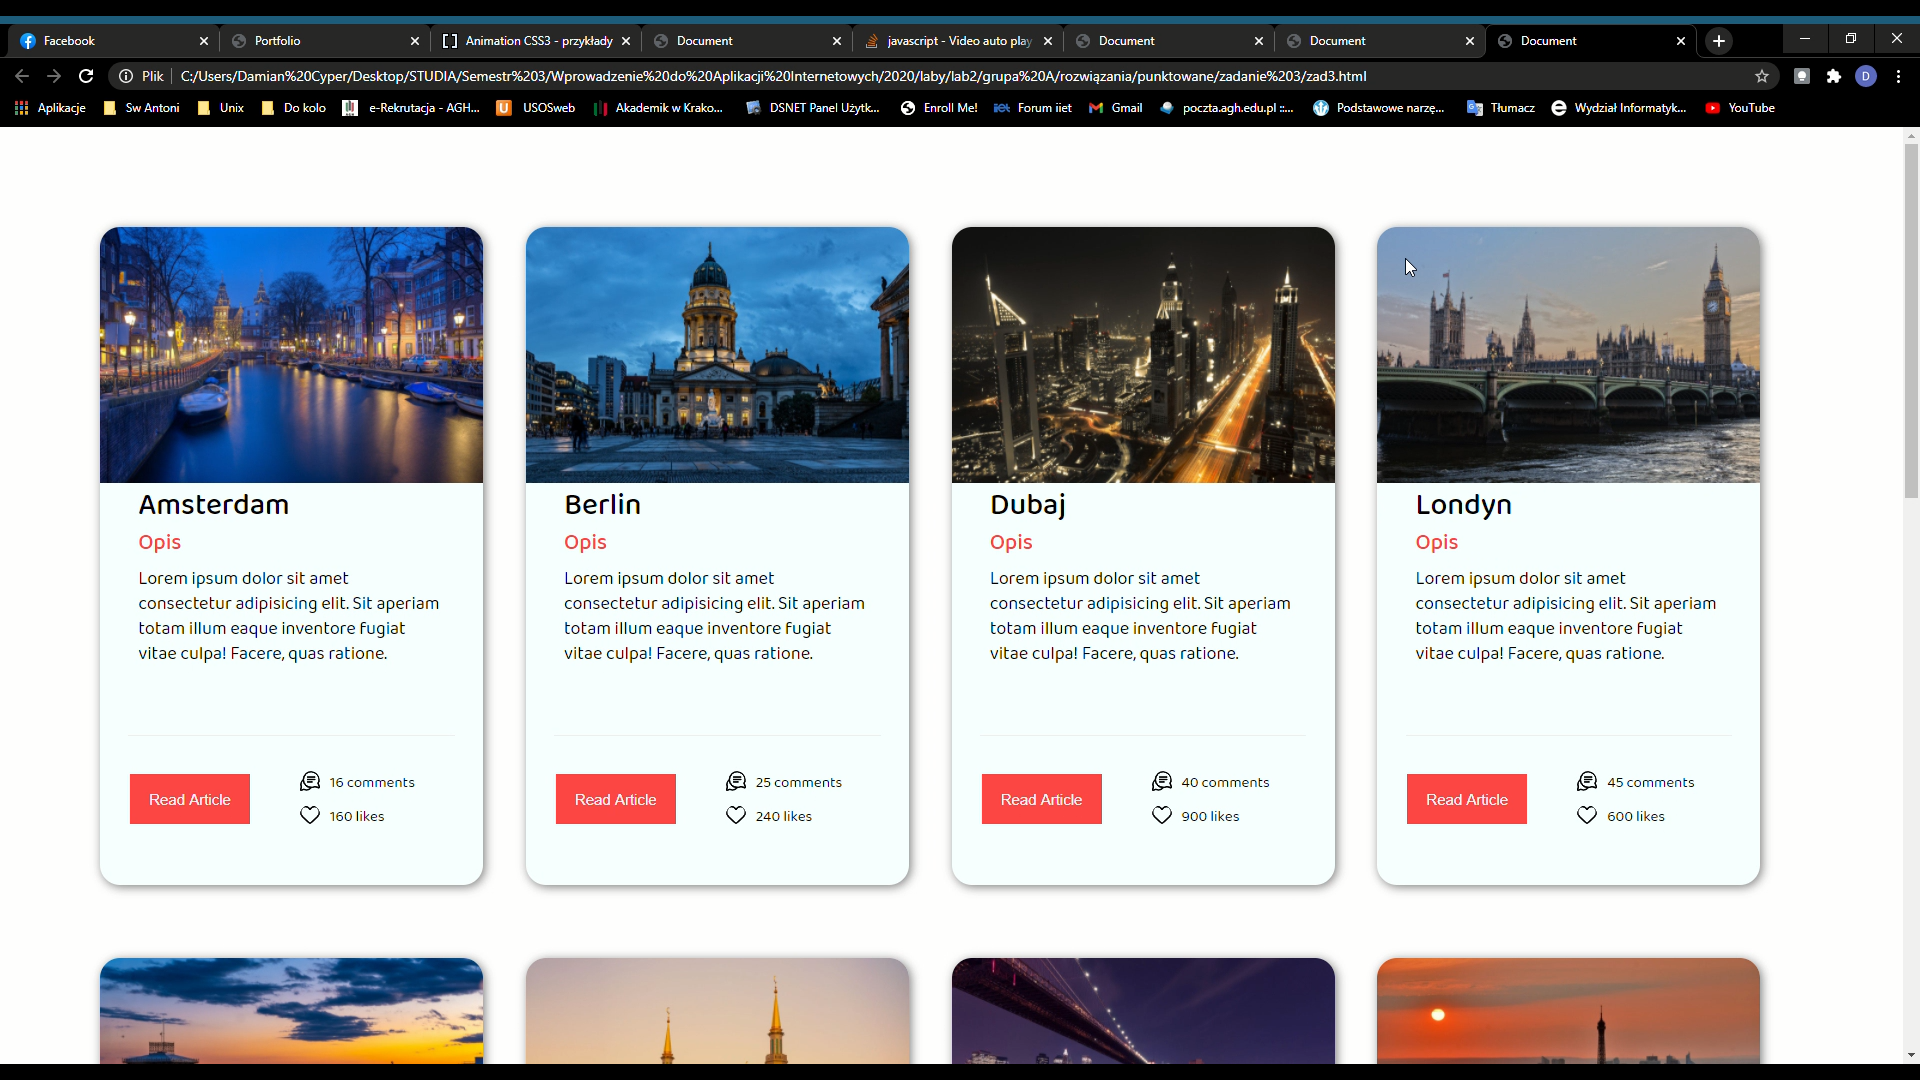 Facebook
Portfolio
Animation CSS3 - przykłady
Document
javascript - Video auto play
Document
Document
Document
Plik
C:/Users/Damian%20Cyper/Desktop/STUDIA/Semestr%203/Wprowadzenie%20do%20Aplikacji%20Internetowych/2020/laby/lab2/grupa%20A/rozwiązania/punktowane/zadanie%203/zad3.html
D
Aplikacje
Sw Antoni
Unix
Do kolo
e-Rekrutacja - AGH...
USOSweb
Akademik w Krako...
DSNET Panel Użytk...
Enroll Me!
Forum iiet
Gmail
poczta.agh.edu.pl ::...
Podstawowe narzę...
Tłumacz
Wydział Informatyk...
YouTube
Amsterdam
Opis
Lorem ipsum dolor sit amet
consectetur adipisicing elit. Sit aperiam
totam illum eaque inventore fugiat
vitae culpa! Facere, quas ratione.
Read Article
16 comments
160 likes
Berlin
Opis
Lorem ipsum dolor sit amet
consectetur adipisicing elit. Sit aperiam
totam illum eaque inventore fugiat
vitae culpa! Facere, quas ratione.
Read Article
25 comments
240 likes
Dubaj
Opis
Lorem ipsum dolor sit amet
consectetur adipisicing elit. Sit aperiam
totam illum eaque inventore fugiat
vitae culpa! Facere, quas ratione.
Read Article
40 comments
900 likes
Londyn
Opis
Lorem ipsum dolor sit amet
consectetur adipisicing elit. Sit aperiam
totam illum eaque inventore fugiat
vitae culpa! Facere, quas ratione.
Read Article
45 comments
600 likes